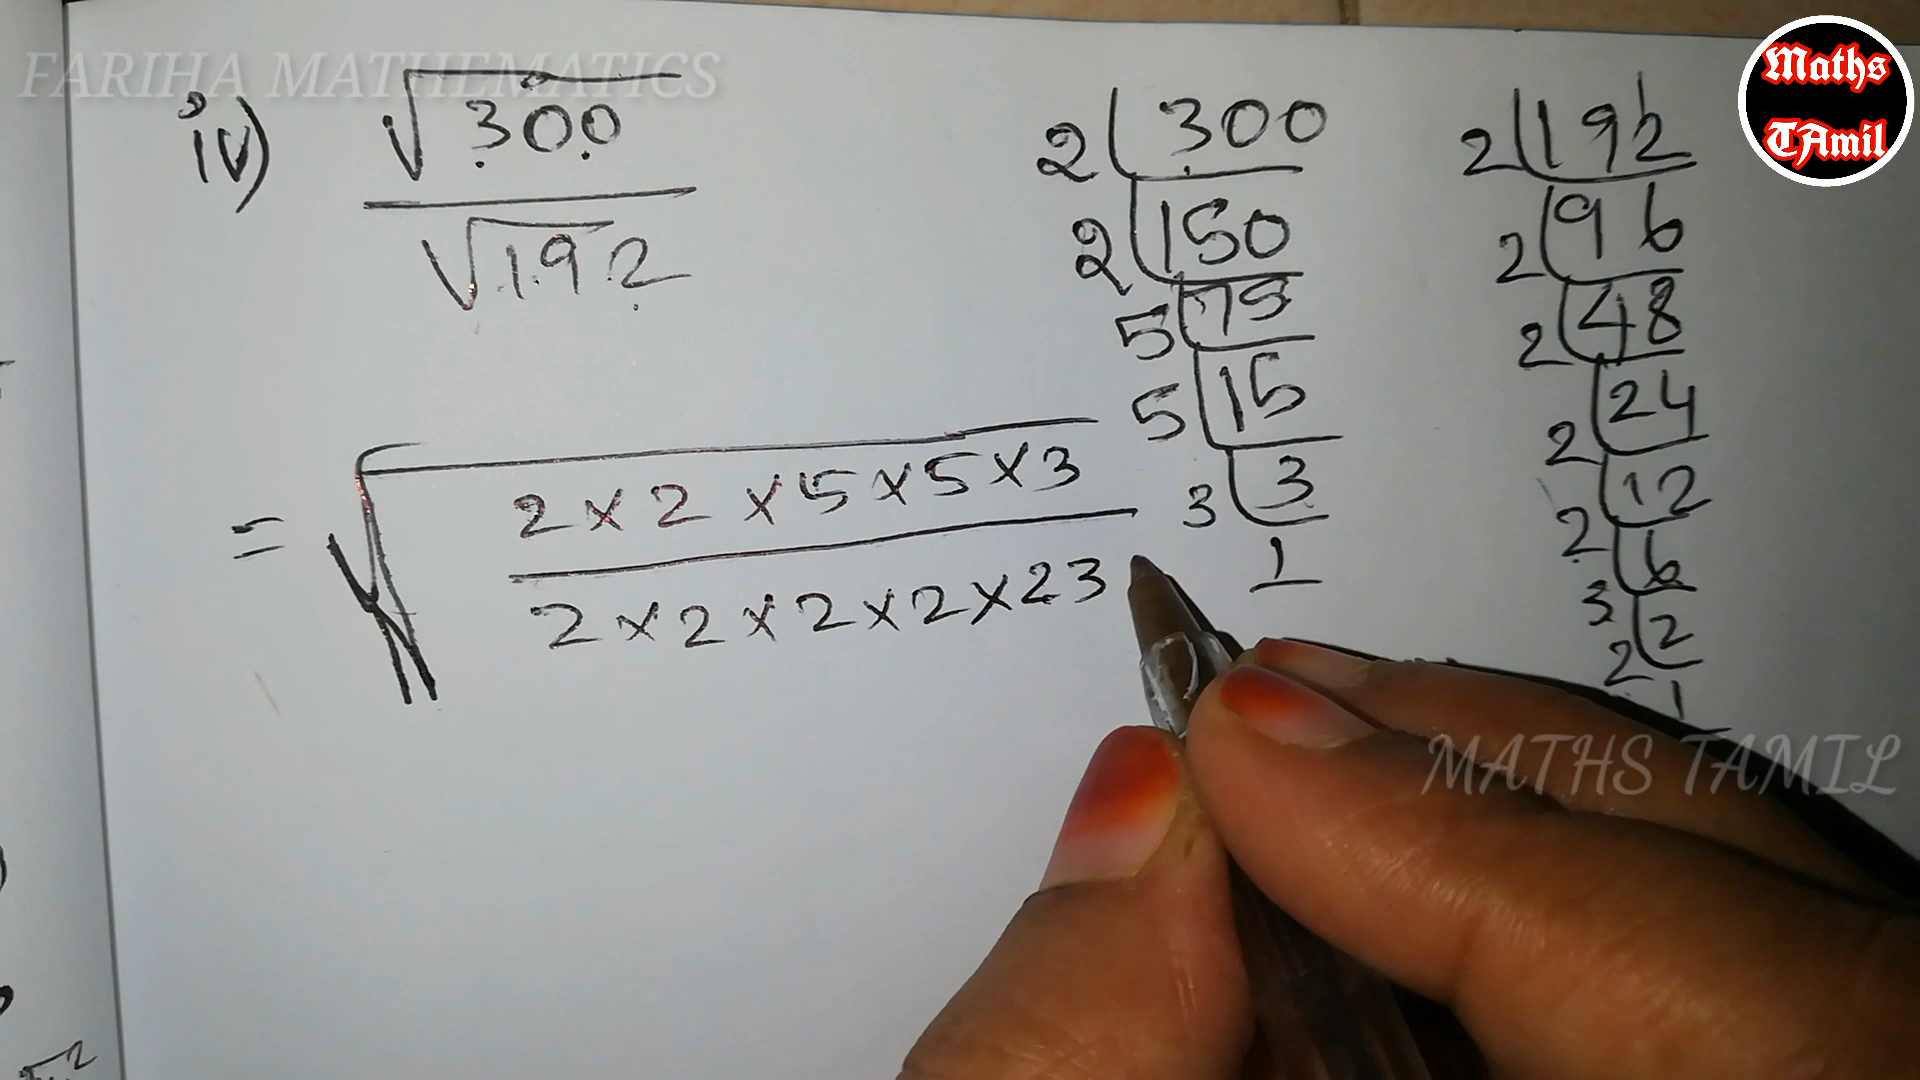 FARIHA MATHEMATICS
Maths
TAmil
iv) √300
√192
= √ 2 × 2 × 5 × 5 × 3
2 × 2 × 2 × 2 × 2 3
2 300
2 150
5 75
5 15
3 3
1
2 192
2 96
2 48
2 24
2 12
3 6
2 2
1
MATHS TAMIL